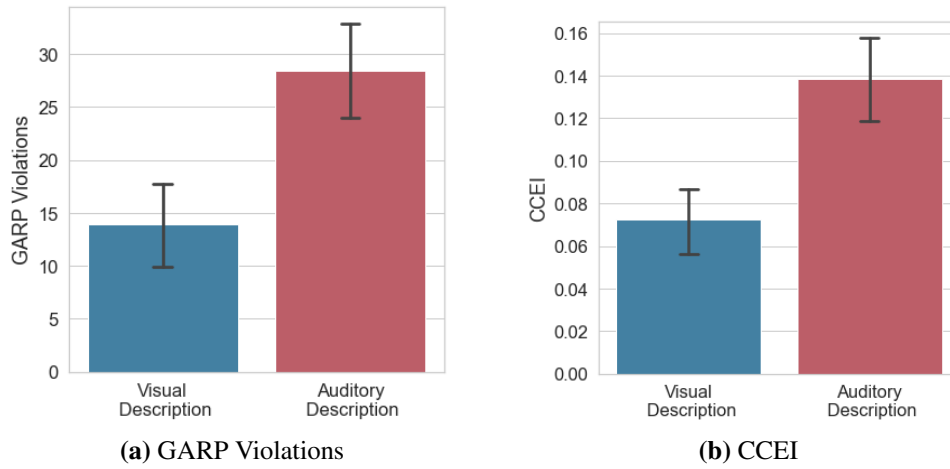 GARP Violations
30
25
20
15
10
5
0
Visual
Description
Auditory
Description
(a) GARP Violations
CCEI
0.16
0.14
0.12
0.10
0.08
0.06
0.04
0.02
0.00
Visual
Description
Auditory
Description
(b) CCEI